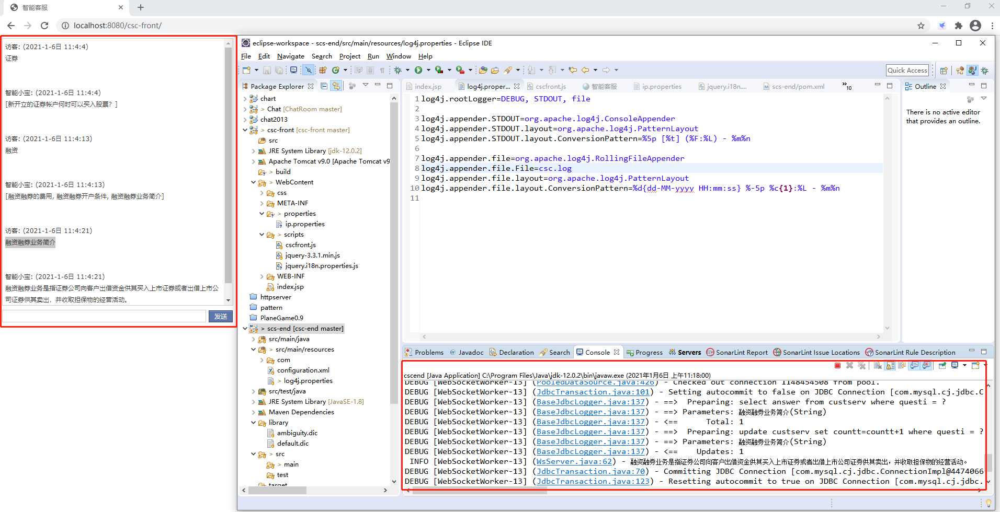 智能客服
localhost:8080/csc-front/
访客: (2021-1-6日 11:4:4)
证券
智能小宝: (2021-1-6日 11:4:4)
[新开立的证券帐户何时可以买入股票？]
访客: (2021-1-6日 11:4:13)
融资
智能小宝: (2021-1-6日 11:4:13)
[融资融券的费用, 融资融券开户条件, 融资融券业务简介]
访客: (2021-1-6日 11:4:21)
融资融券业务简介
智能小宝: (2021-1-6日 11:4:21)
融资融券业务是指证券公司向客户出借资金供其买入上市证券或者出借上市公
司证券供其卖出，并收取担保物的经营活动。
发送
eclipse-workspace - scs-end/src/main/resources/log4j.properties - Eclipse IDE
File Edit Navigate Search Project Run Window Help
Quick Access
Package Explorer
chart
> Chat [ChatRoom master]
chat2013
> csc-front [csc-front master]
src
JRE System Library [jdk-12.0.2]
Apache Tomcat v9.0 [Apache Tomcat v9
> build
> WebContent
css
META-INF
> properties
ip.properties
> scripts
cscfront.js
jquery-3.3.1.min.js
jquery.i18n.properties.js
WEB-INF
index.jsp
httpserver
pattern
PlaneGame0.9
> scs-end [csc-end master]
src/main/java
> src/main/resources
com
configuration.xml
> log4j.properties
src/test/java
JRE System Library [JavaSE-1.8]
Maven Dependencies
library
ambiguity.dic
default.dic
> src
> main
test
target
index.jsp log4j.proper... cscfront.js 智能客服 ip.properties jquery.i18n.... scs-end/pom.xml »10
1 log4j.rootLogger=DEBUG, STDOUT, file
2
3 log4j.appender.STDOUT=org.apache.log4j.ConsoleAppender
4 log4j.appender.STDOUT.layout=org.apache.log4j.PatternLayout
5 log4j.appender.STDOUT.layout.ConversionPattern=%5p [%t] (%F:%L) - %m%n
6
7 log4j.appender.file=org.apache.log4j.RollingFileAppender
8 log4j.appender.file.File=csc.log
9 log4j.appender.file.layout=org.apache.log4j.PatternLayout
10 log4j.appender.file.layout.ConversionPattern=%d{dd-MM-yyyy HH:mm:ss} %-5p %c{1}:%L - %m%n
11
Outline
There is no active editor
that provides an outline.
Problems @ Javadoc Declaration Search Console Progress Servers SonarLint Report SonarLint Issue Locations SonarLint Rule Description
cscend [Java Application] C:\Program Files\Java\jdk-12.0.2\bin\javaw.exe (2021年1月6日 上午11:18:00)
DEBUG [WebSocketWorker-13] (PooledDataSource.java:426) - Checked out connection 1148454508 from pool.
DEBUG [WebSocketWorker-13] (JdbcTransaction.java:101) - Setting autocommit to false on JDBC Connection [com.mysql.cj.jdbc.C
DEBUG [WebSocketWorker-13] (BaseJdbcLogger.java:137) - ==> Preparing: select answer from custserv where questi = ?
DEBUG [WebSocketWorker-13] (BaseJdbcLogger.java:137) - ==> Parameters: 融资融券业务简介(String)
DEBUG [WebSocketWorker-13] (BaseJdbcLogger.java:137) - <== Total: 1
DEBUG [WebSocketWorker-13] (BaseJdbcLogger.java:137) - ==> Preparing: update custserv set countt=countt+1 where questi = ?
DEBUG [WebSocketWorker-13] (BaseJdbcLogger.java:137) - ==> Parameters: 融资融券业务简介(String)
DEBUG [WebSocketWorker-13] (BaseJdbcLogger.java:137) - <== Updates: 1
INFO [WebSocketWorker-13] (WsServer.java:62) - 融资融券业务是指证券公司向客户出借资金供其买入上市证券或者出借上市公司证券供其卖出，并收取担保物的经营活动。
DEBUG [WebSocketWorker-13] (JdbcTransaction.java:70) - Committing JDBC Connection [com.mysql.cj.jdbc.ConnectionImpl@4474066
DEBUG [WebSocketWorker-13] (JdbcTransaction.java:123) - Resetting autocommit to true on JDBC Connection [com.mysql.cj.jdbc.